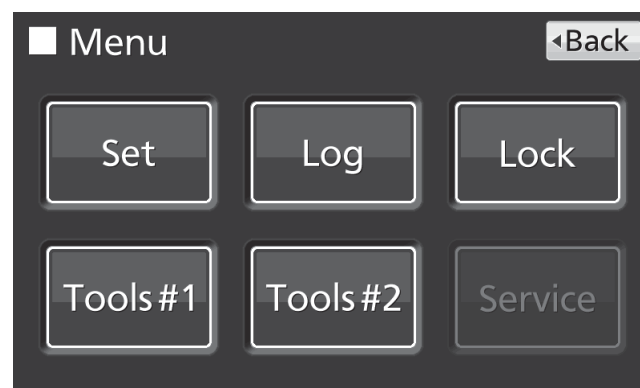 ■ Menu
◂Back
Set
Log
Lock
Tools#1
Tools#2
Service